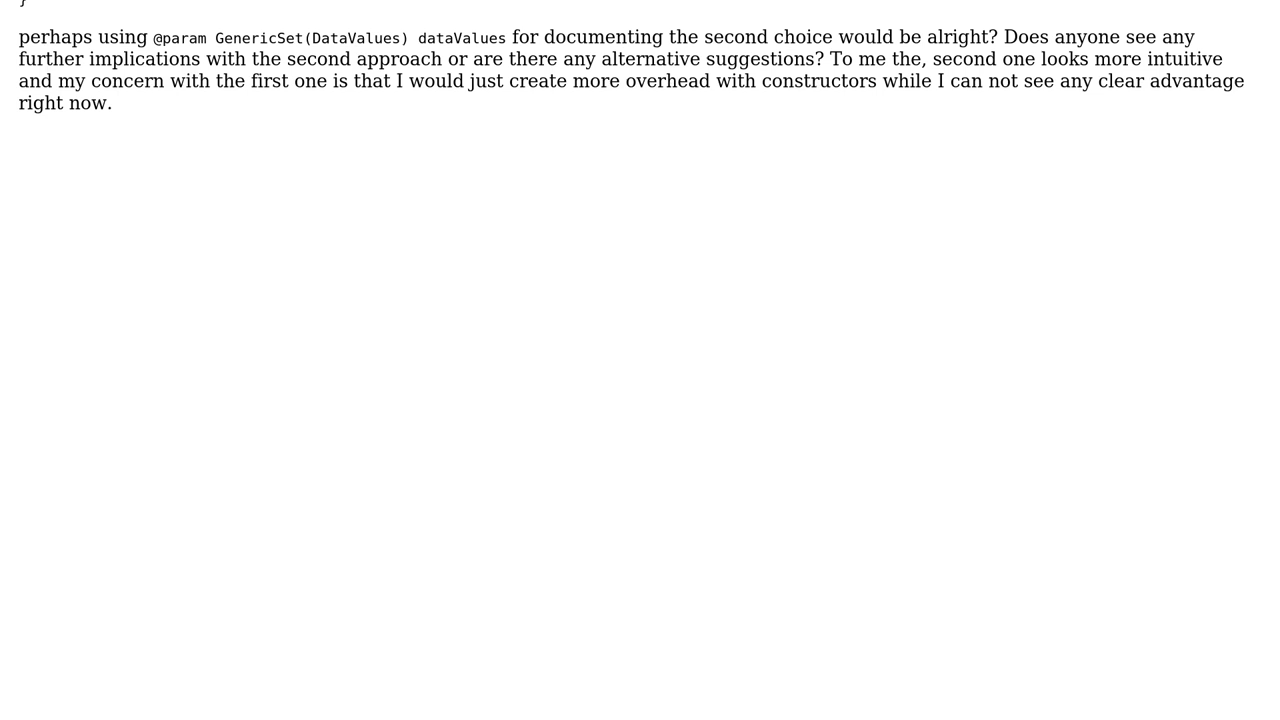 }
perhaps using @param GenericSet(DataValues) dataValues for documenting the second choice would be alright? Does anyone see any
further implications with the second approach or are there any alternative suggestions? To me the, second one looks more intuitive
and my concern with the first one is that I would just create more overhead with constructors while I can not see any clear advantage
right now.